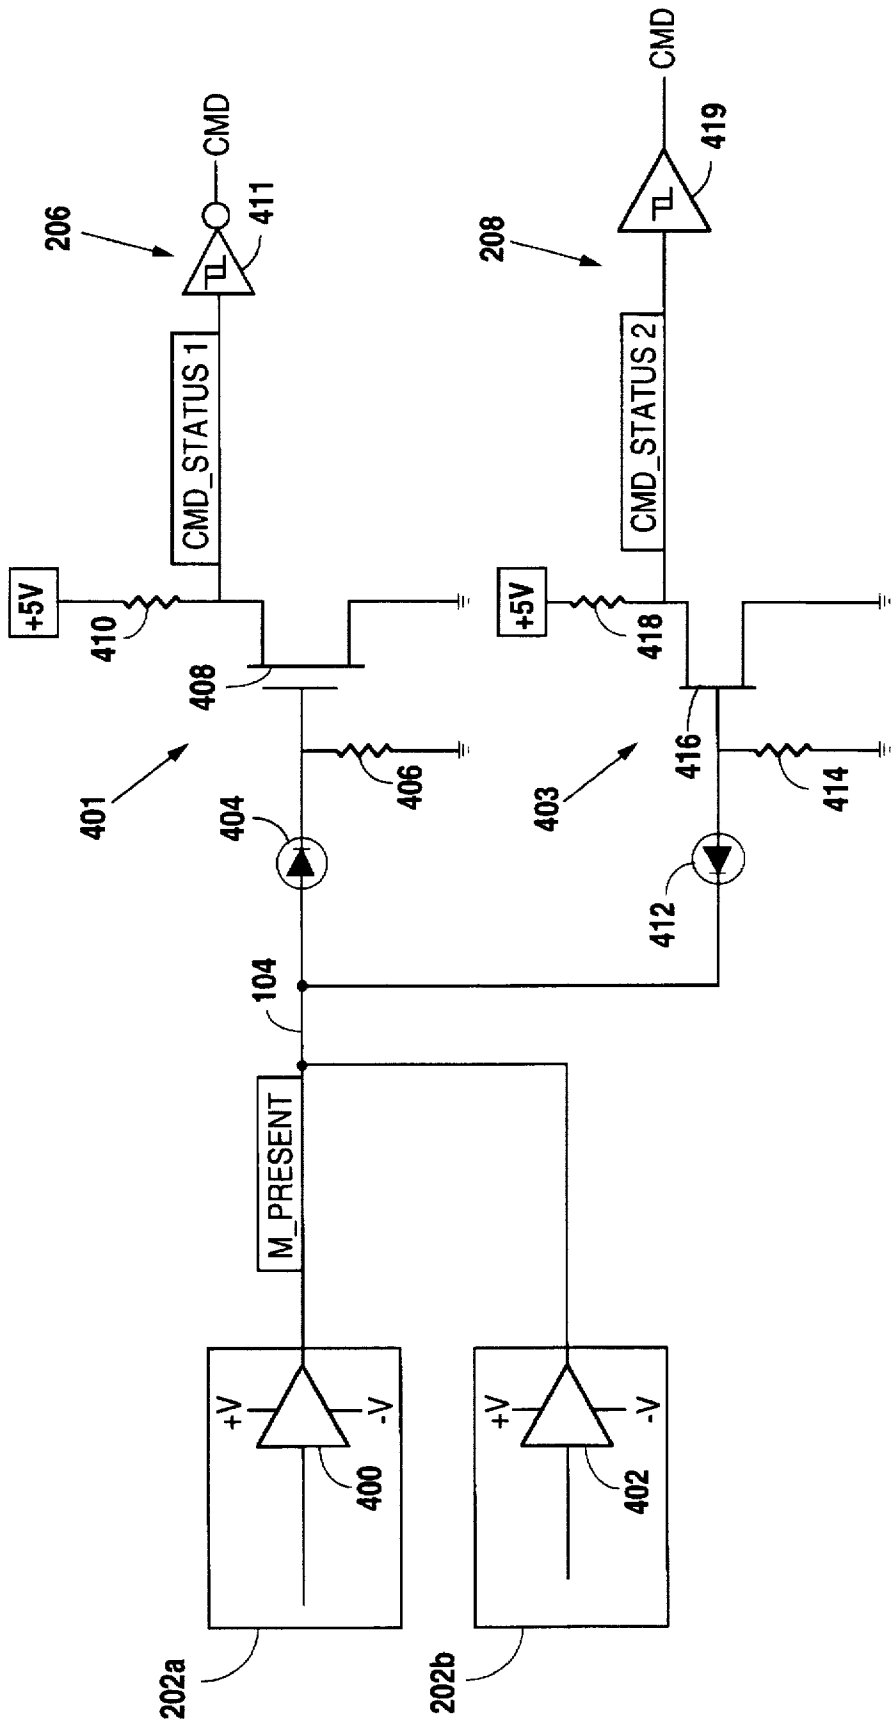 202a
400
+V
-V
202b
402
+V
-V
M_PRESENT
104
401
404
406
408
410
+5V
CMD_STATUS 1
206
411
CMD
403
412
414
416
418
+5V
CMD_STATUS 2
208
419
CMD